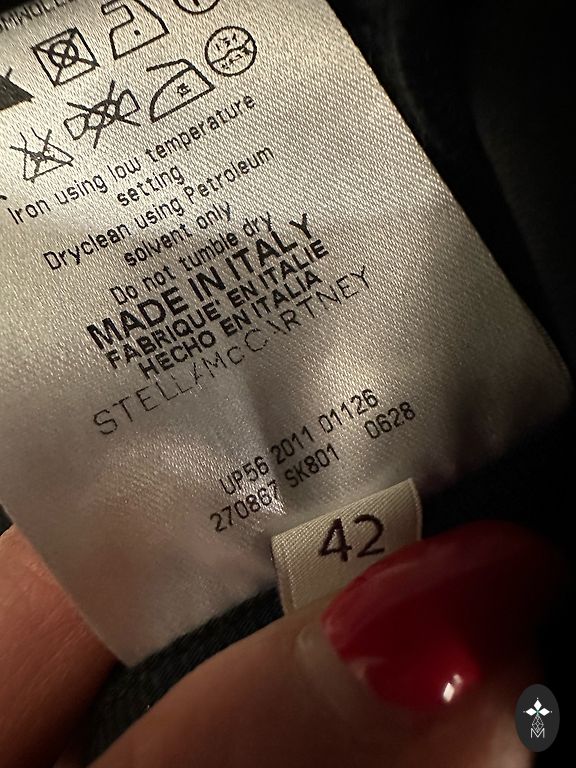 Iron using low temperature
setting
Dryclean using Petroleum
solvent only
Do not tumble dry
MADE IN ITALY
FABRIQUE' EN ITALIE
HECHO EN ITALIA
STELLA McCARTNEY
UP56 2011 01126
270867 SK801 0628
42
M